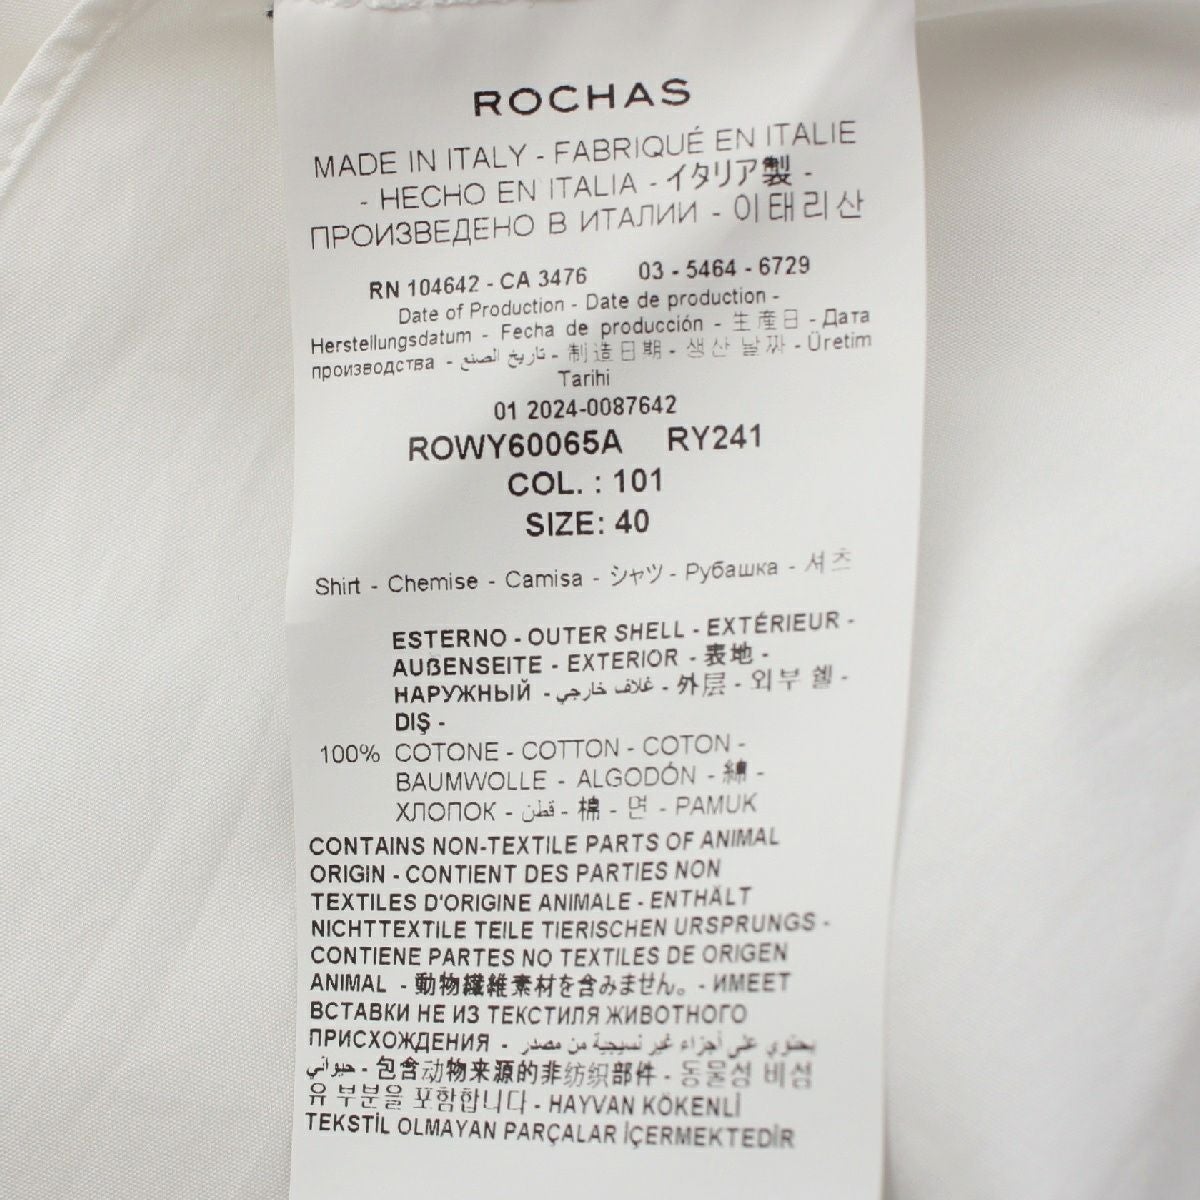 ROCHAS
MADE IN ITALY - FABRIQUÉ EN ITALIE
- HECHO EN ITALIA - イタリア製 -
ПРОИЗВЕДЕНО В ИТАЛИИ - 이태리산
RN 104642 - CA 3476 03 - 5464 - 6729
Date of Production - Date de production -
Herstellungsdatum - Fecha de producción - 生産日 - Дата
производства - تاريخ الصنع - 制造日期 - 생산 날짜 - Üretim
Tarihi
01 2024-0087642
ROWY60065A RY241
COL. : 101
SIZE: 40
Shirt - Chemise - Camisa - シャツ - Рубашка - 셔츠
ESTERNO - OUTER SHELL - EXTÉRIEUR -
AUßENSEITE - EXTERIOR - 表地 -
НАРУЖНЫЙ - غلاف خارجي - 外层 - 외부 쉘 -
DIŞ -
100% COTONE - COTTON - COTON -
BAUMWOLLE - ALGODÓN - 綿 -
ХЛОПОК - قطن - 棉 - 면 - PAMUK
CONTAINS NON-TEXTILE PARTS OF ANIMAL
ORIGIN - CONTIENT DES PARTIES NON
TEXTILES D'ORIGINE ANIMALE - ENTHÄLT
NICHTTEXTILE TEILE TIERISCHEN URSPRUNGS -
CONTIENE PARTES NO TEXTILES DE ORIGEN
ANIMAL - 動物繊維素材を含みません。 - ИМЕЕТ
ВСТАВКИ НЕ ИЗ ТЕКСТИЛЯ ЖИВОТНОГО
ПРИСХОЖДЕНИЯ - يحتوي على أجزاء غير نسيجية من مصدر
حيواني - 包含动物来源的非纺织部件 - 동물성 비섬
유 부분을 포함합니다 - HAYVAN KÖKENLİ
TEKSTİL OLMAYAN PARÇALAR İÇERMEKTEDİR